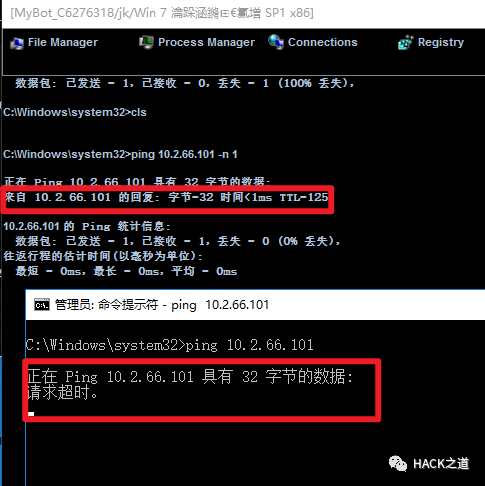 [MyBot_C6276318/jk/Win 7 瀹跺涵鏅€氱増 SP1 x86]
File Manager Process Manager Connections Registry
数据包: 已发送 = 1, 已接收 = 0, 丢失 = 1 (100% 丢失),
C:\Windows\system32>cls
C:\Windows\system32>ping 10.2.66.101 -n 1
正在 Ping 10.2.66.101 具有 32 字节的数据:
来自 10.2.66.101 的回复: 字节=32 时间<1ms TTL=125
10.2.66.101 的 Ping 统计信息:
数据包: 已发送 = 1, 已接收 = 1, 丢失 = 0 (0% 丢失),
往返行程的估计时间(以毫秒为单位):
最短 = 0ms, 最长 = 0ms, 平均 = 0ms
管理员: 命令提示符 - ping 10.2.66.101
C:\Windows\system32>ping 10.2.66.101
正在 Ping 10.2.66.101 具有 32 字节的数据:
请求超时。
HACK之道